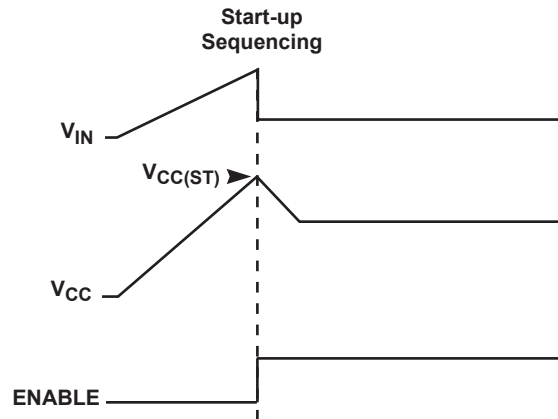 Start-up
Sequencing
VIN
VCC(ST)
VCC
ENABLE